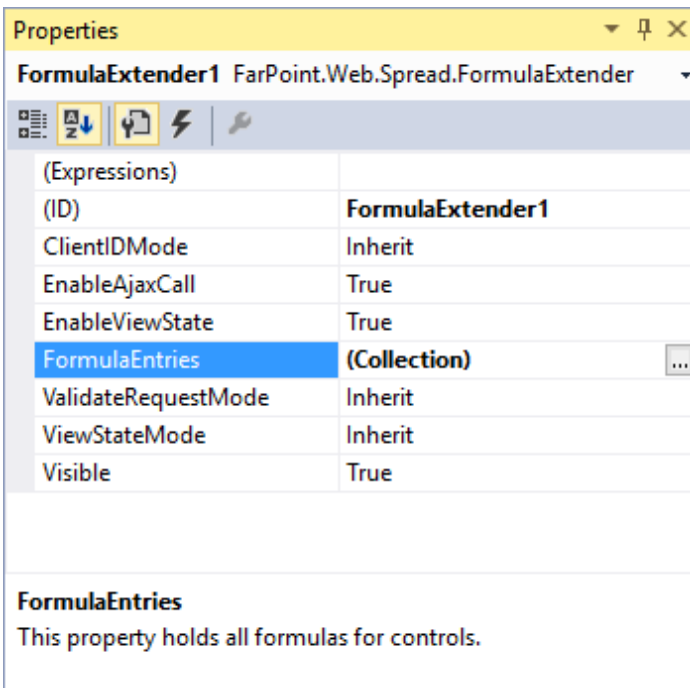 Properties
FormulaExtender1 FarPoint.Web.Spread.FormulaExtender
(Expressions)
(ID) FormulaExtender1
ClientIDMode Inherit
EnableAjaxCall True
EnableViewState True
FormulaEntries (Collection) ...
ValidateRequestMode Inherit
ViewStateMode Inherit
Visible True
FormulaEntries
This property holds all formulas for controls.